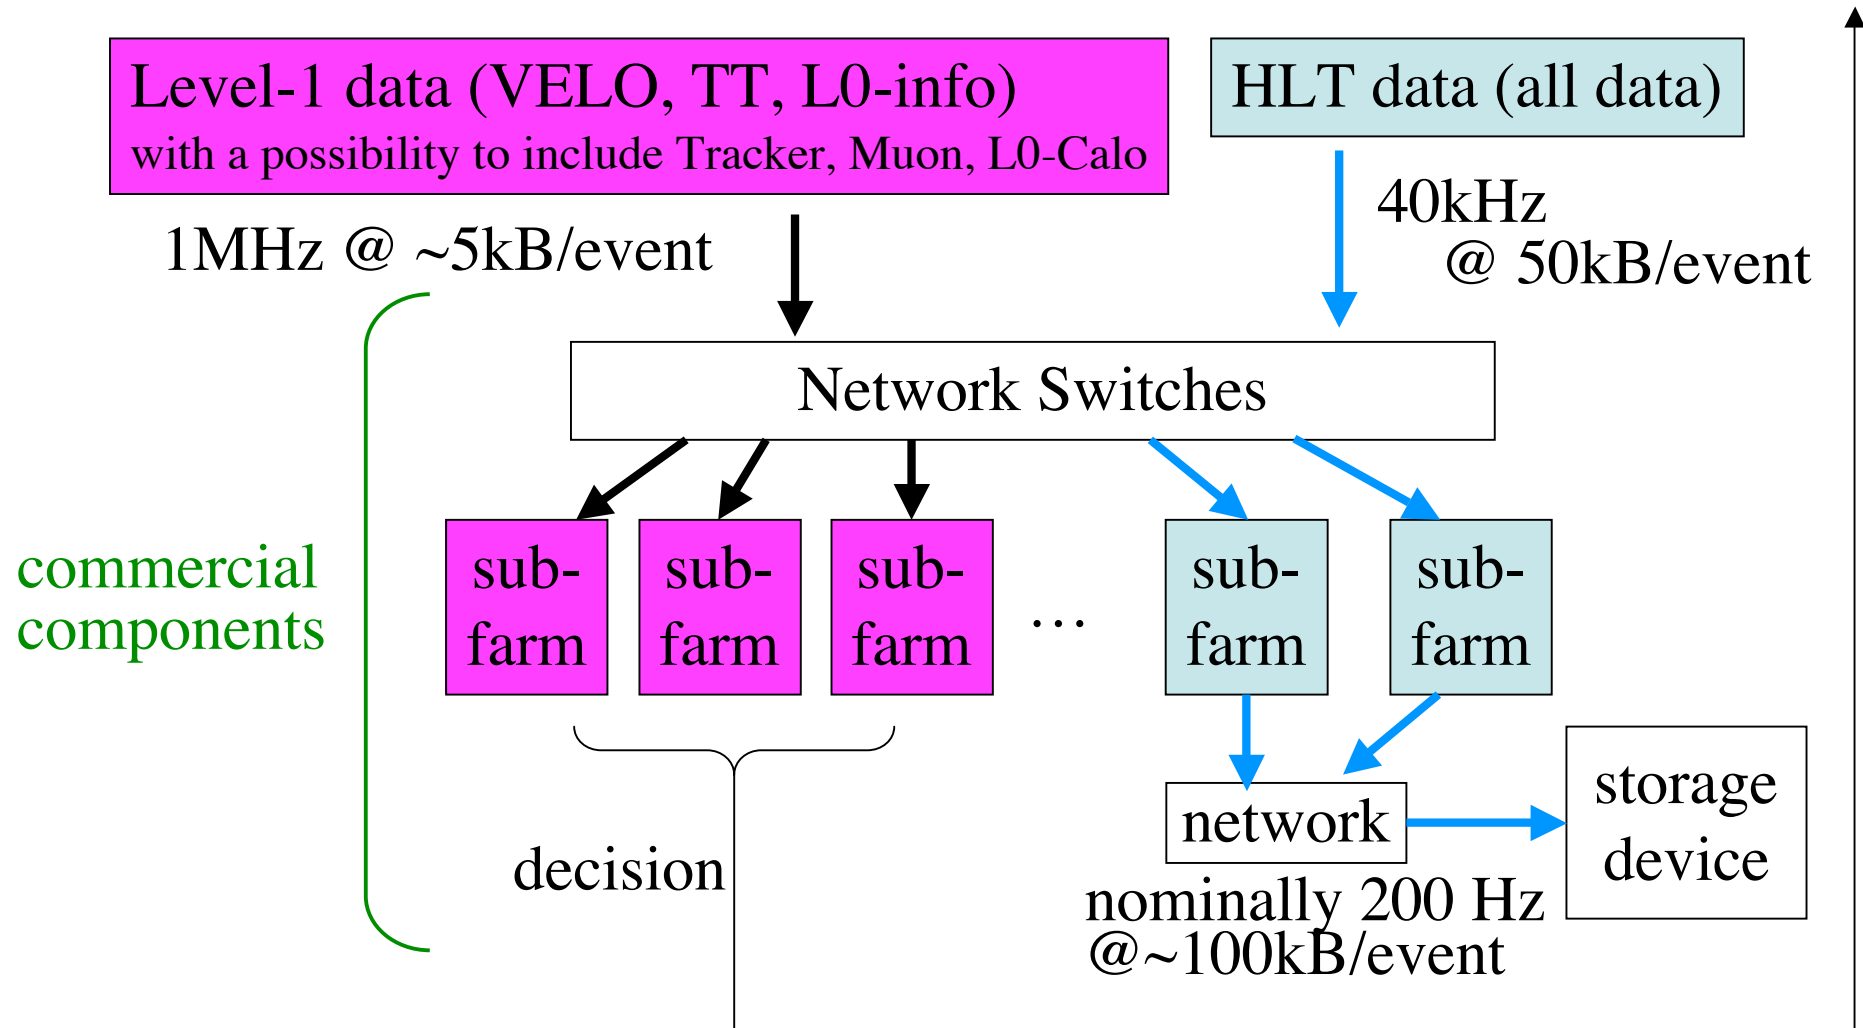 Level-1 data (VELO, TT, L0-info)
with a possibility to include Tracker, Muon, L0-Calo
HLT data (all data)
1MHz @ ~5kB/event
40kHz
@ 50kB/event
Network Switches
commercial
components
sub-
farm
sub-
farm
sub-
farm
…
sub-
farm
sub-
farm
decision
network
storage
device
nominally 200 Hz
@~100kB/event